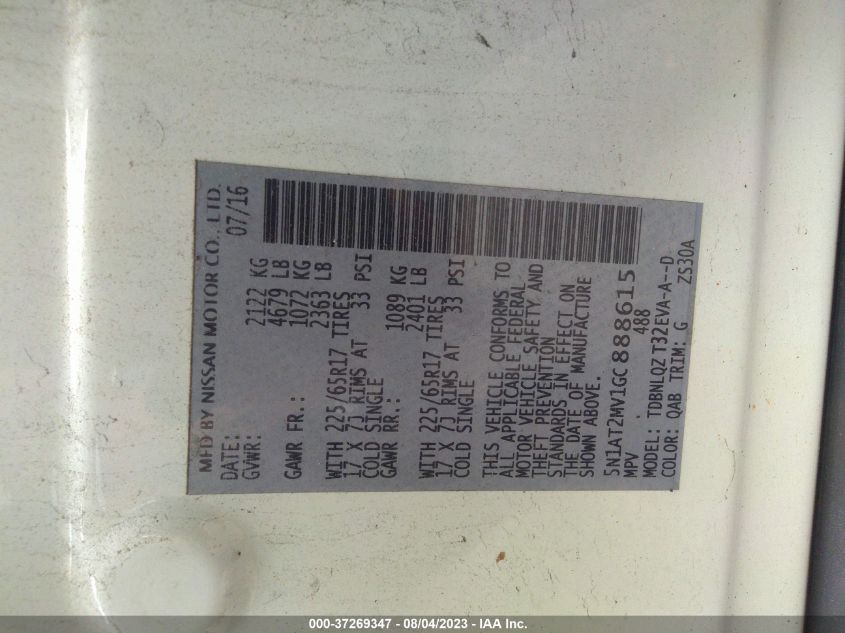 MFD BY NISSAN MOTOR CO., LTD.
DATE: 07/16
GVWR: 2122 KG
4679 LB
GAWR FR.: 1072 KG
2363 LB
WITH 225/65R17 TIRES
17 X 7J RIMS AT 33 PSI
COLD SINGLE
GAWR RR.: 1089 KG
2401 LB
WITH 225/65R17 TIRES
17 X 7J RIMS AT 33 PSI
COLD SINGLE
THIS VEHICLE CONFORMS TO
ALL APPLICABLE FEDERAL
MOTOR VEHICLE SAFETY AND
THEFT PREVENTION
STANDARDS IN EFFECT ON
THE DATE OF MANUFACTURE
SHOWN ABOVE.
5N1AT2MV1GC888615
MPV 488
MODEL: TDBNLQZ T32EVA-A--D
COLOR: QAB TRIM: G ZS30A
000-37269347 - 08/04/2023 - IAA Inc.